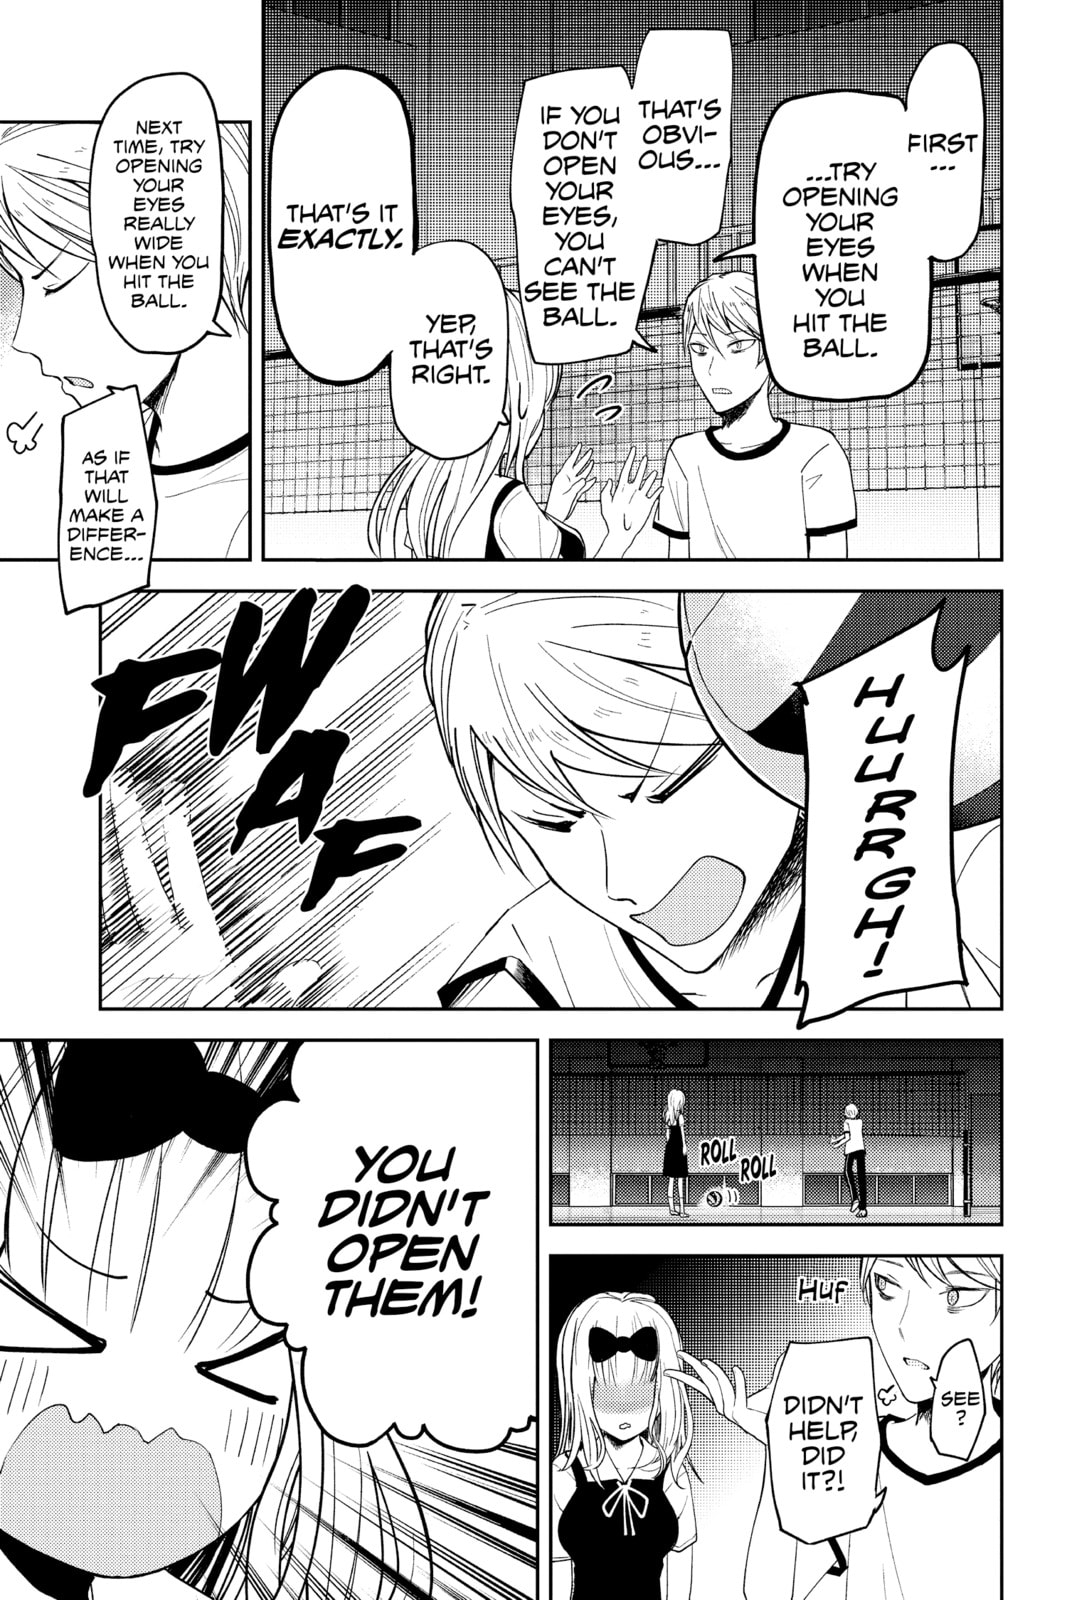 FIRST
...
...TRY
OPENING
YOUR
EYES
WHEN
YOU
HIT THE
BALL.
THAT'S
OBVI-
OUS...
IF YOU
DON'T
OPEN
YOUR
EYES,
YOU
CAN'T
SEE THE
BALL.
YEP,
THAT'S
RIGHT.
THAT'S IT
EXACTLY.
NEXT
TIME, TRY
OPENING
YOUR
EYES
REALLY
WIDE
WHEN YOU
HIT THE
BALL.
AS IF
THAT
WILL
MAKE A
DIFFER-
ENCE...
HUURRGH!
FWAF
ROLL
ROLL
Huf
SEE
?
DIDN'T
HELP,
DID
IT?!
YOU
DIDN'T
OPEN
THEM!